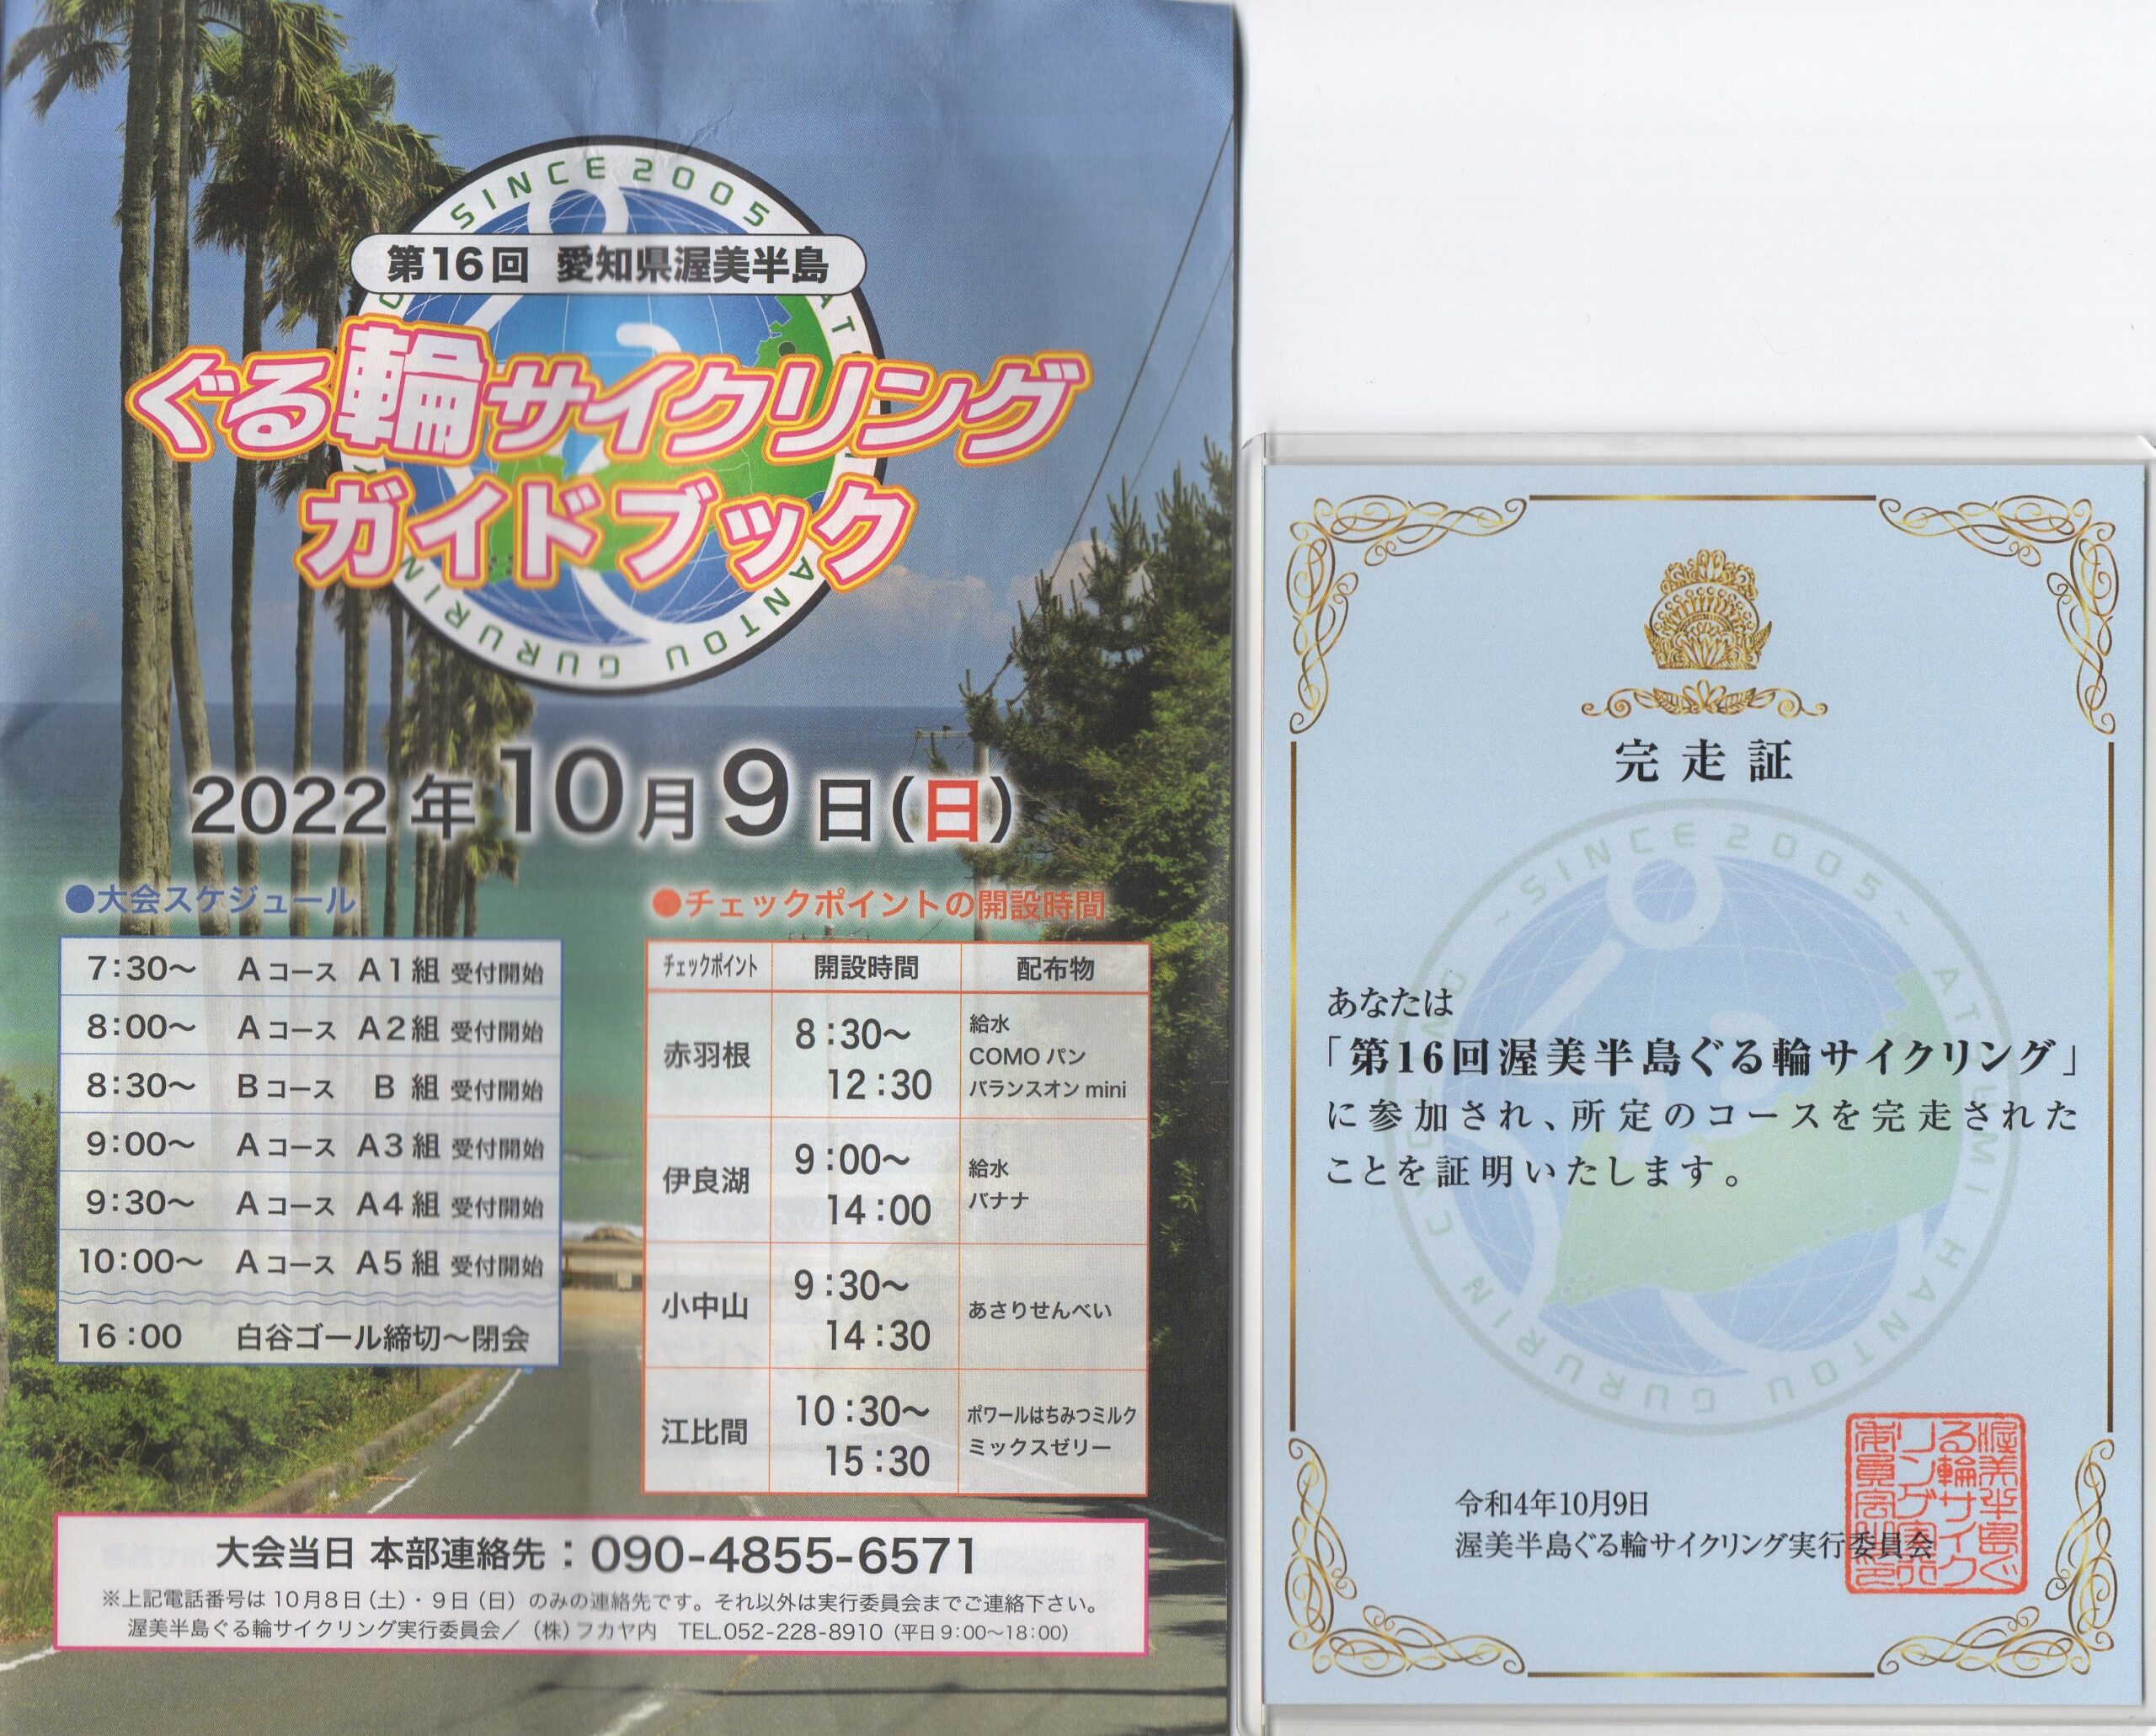 SINCE 2005
第16回 愛知県渥美半島
ぐる輪サイクリング
ガイドブック
2022年10月9日(日)
●大会スケジュール
7:30～ Aコース A1組 受付開始
8:00～ Aコース A2組 受付開始
8:30～ Bコース B組 受付開始
9:00～ Aコース A3組 受付開始
9:30～ Aコース A4組 受付開始
10:00～ Aコース A5組 受付開始
16:00 白谷ゴール締切～閉会
●チェックポイントの開設時間
チェックポイント 開設時間 配布物
赤羽根
8:30～
12:30
給水
COMOパン
バランスオンmini
伊良湖
9:00～
14:00
給水
バナナ
小中山
9:30～
14:30
あさりせんべい
江比間
10:30～
15:30
ポワールはちみつミルク
ミックスゼリー
大会当日 本部連絡先：090-4855-6571
※上記電話番号は10月8日(土)・9日(日)のみの連絡先です。それ以外は実行委員会までご連絡下さい。
渥美半島ぐる輪サイクリング実行委員会／(株)フカヤ内 TEL.052-228-8910(平日9:00～18:00)
完走証
～SINCE 2005～
ATSUMI HANTOU GURURIN CYCLING
あなたは
「第16回渥美半島ぐる輪サイクリング」
に参加され、所定のコースを完走された
ことを証明いたします。
令和4年10月9日
渥美半島ぐる輪サイクリング実行委員会
渥美半島ぐ
る輪サイク
リング実行